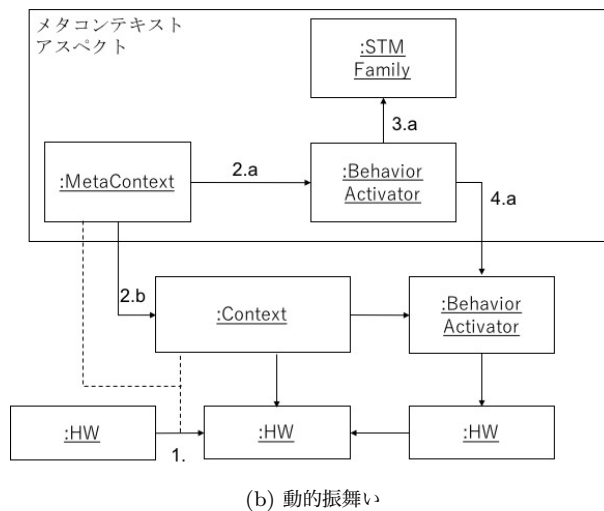 メタコンテキスト
アスペクト
:STM
Family
3.a
:MetaContext
2.a
:Behavior
Activator
4.a
2.b
:Context
:Behavior
Activator
:HW
1.
:HW
:HW
(b) 動的振舞い